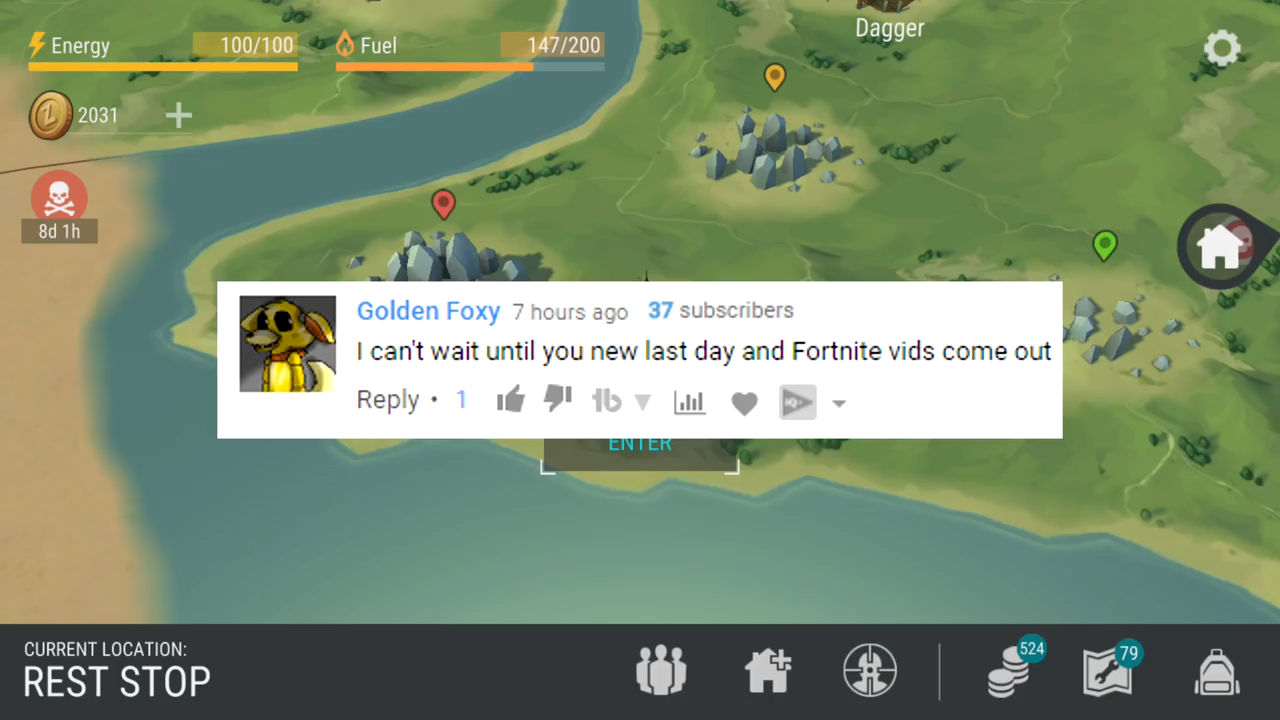 Dagger
Energy 100/100 Fuel 147/200
2031
8d 1h
Golden Foxy 7 hours ago 37 subscribers
I can't wait until you new last day and Fortnite vids come out
Reply • 1
ENTER
CURRENT LOCATION:
REST STOP
524
79